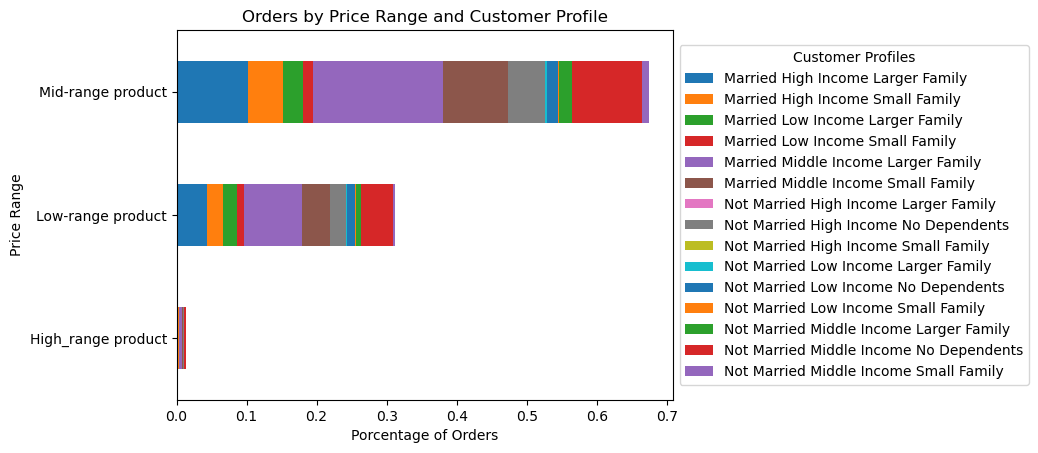 Orders by Price Range and Customer Profile
Price Range
Mid-range product
Low-range product
High_range product
0.0 0.1 0.2 0.3 0.4 0.5 0.6 0.7
Porcentage of Orders
Customer Profiles
Married High Income Larger Family
Married High Income Small Family
Married Low Income Larger Family
Married Low Income Small Family
Married Middle Income Larger Family
Married Middle Income Small Family
Not Married High Income Larger Family
Not Married High Income No Dependents
Not Married High Income Small Family
Not Married Low Income Larger Family
Not Married Low Income No Dependents
Not Married Low Income Small Family
Not Married Middle Income Larger Family
Not Married Middle Income No Dependents
Not Married Middle Income Small Family